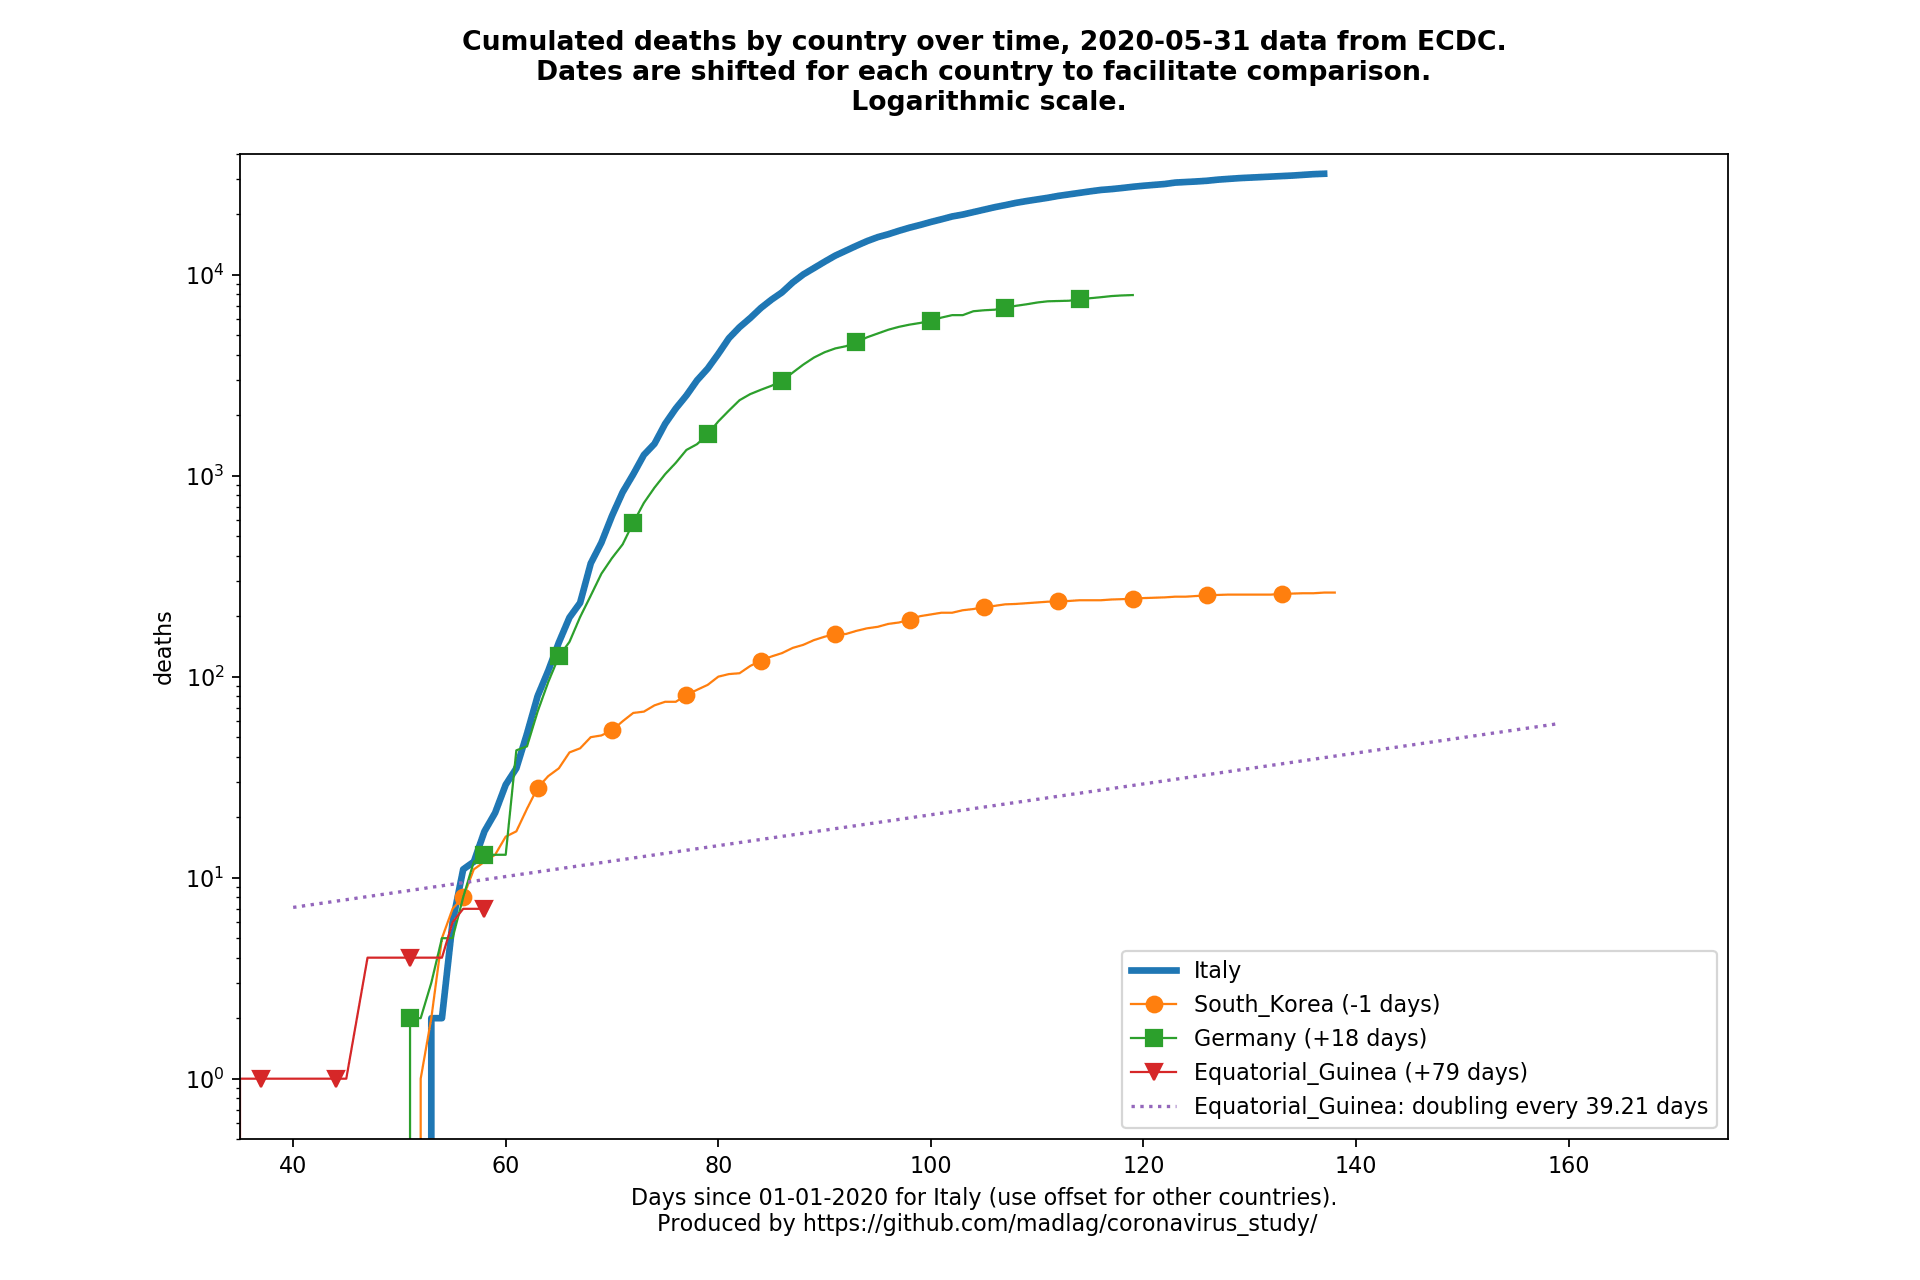 Cumulated deaths by country over time, 2020-05-31 data from ECDC.
Dates are shifted for each country to facilitate comparison.
Logarithmic scale.
deaths
10^4
10^3
10^2
10^1
10^0
Italy
South_Korea (-1 days)
Germany (+18 days)
Equatorial_Guinea (+79 days)
Equatorial_Guinea: doubling every 39.21 days
40 60 80 100 120 140 160
Days since 01-01-2020 for Italy (use offset for other countries).
Produced by https://github.com/madlag/coronavirus_study/